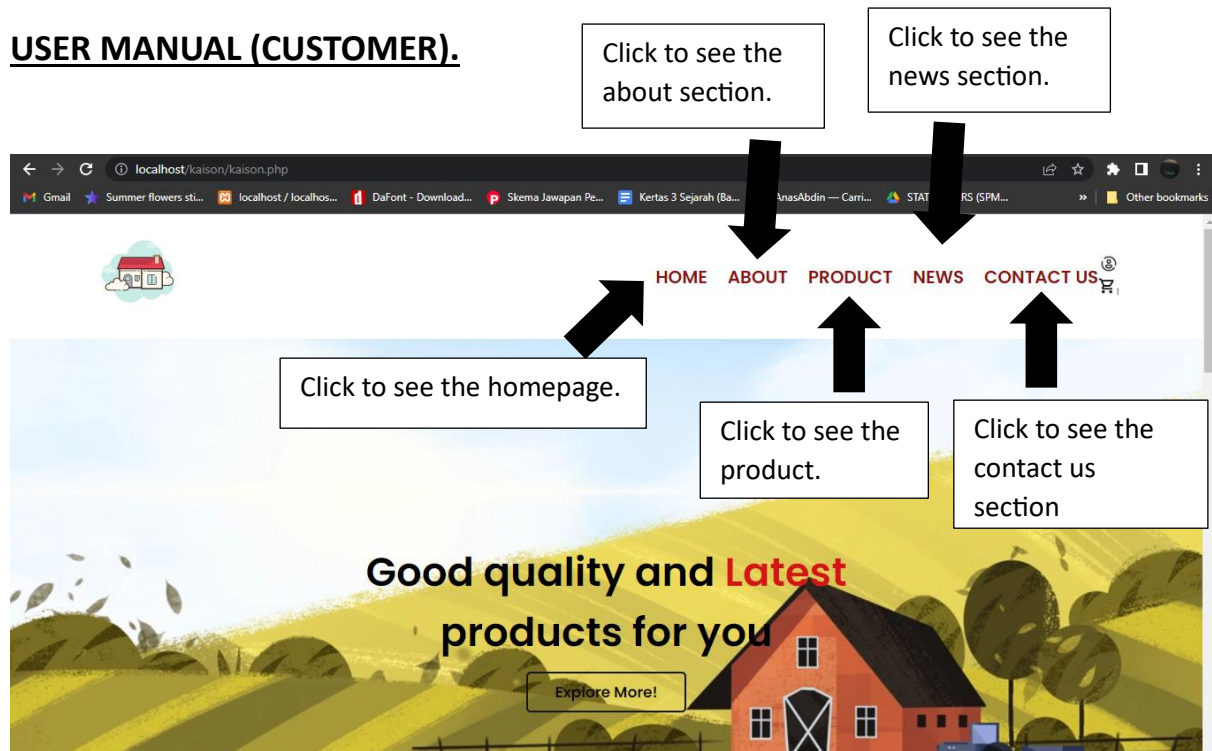 USER MANUAL (CUSTOMER).
Click to see the
about section.
Click to see the
news section.
localhost/kaison/kaison.php
Gmail Summer flowers sti... localhost / localhos... DaFont - Download... Skema Jawapan Pe... Kertas 3 Sejarah (Ba... AnasAbdin — Carri... (SPM... » Other bookmarks
HOME ABOUT PRODUCT NEWS CONTACT US
1
Click to see the homepage.
Click to see the
product.
Click to see the
contact us
section
Good quality and Latest
products for you
Explore More!